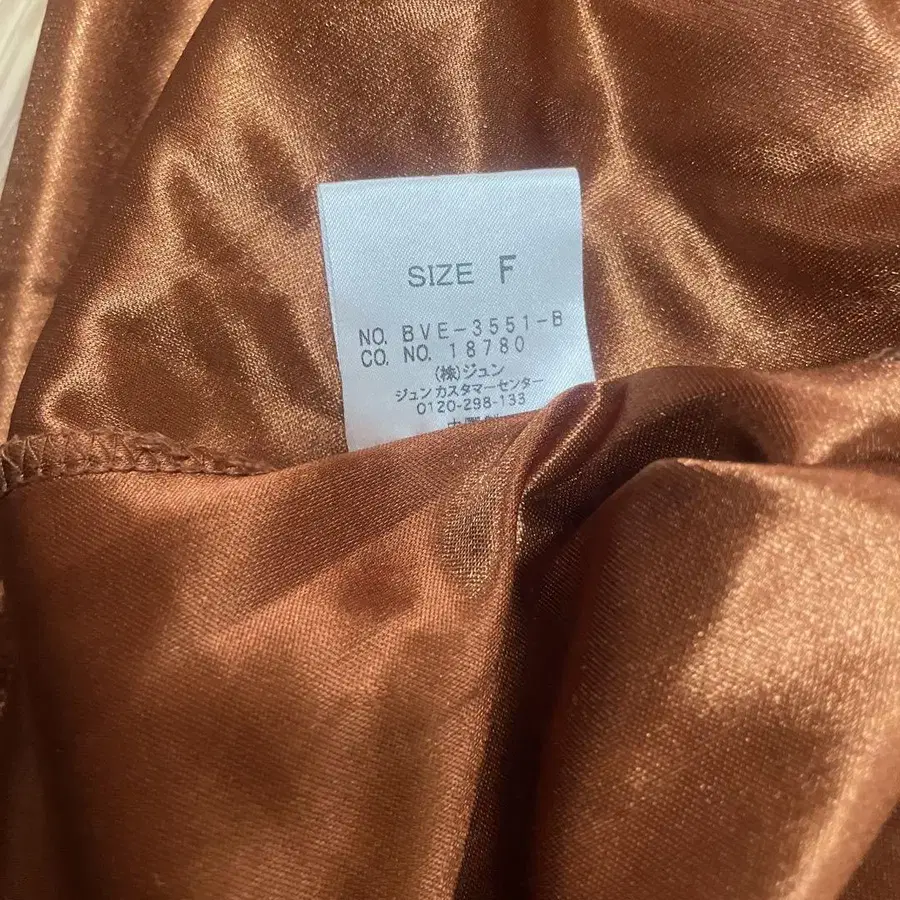 SIZE F
NO. BVE-3551-B
CO. NO. 18780
(株)ジュン
ジュン カスタマーセンター
0120-298-133